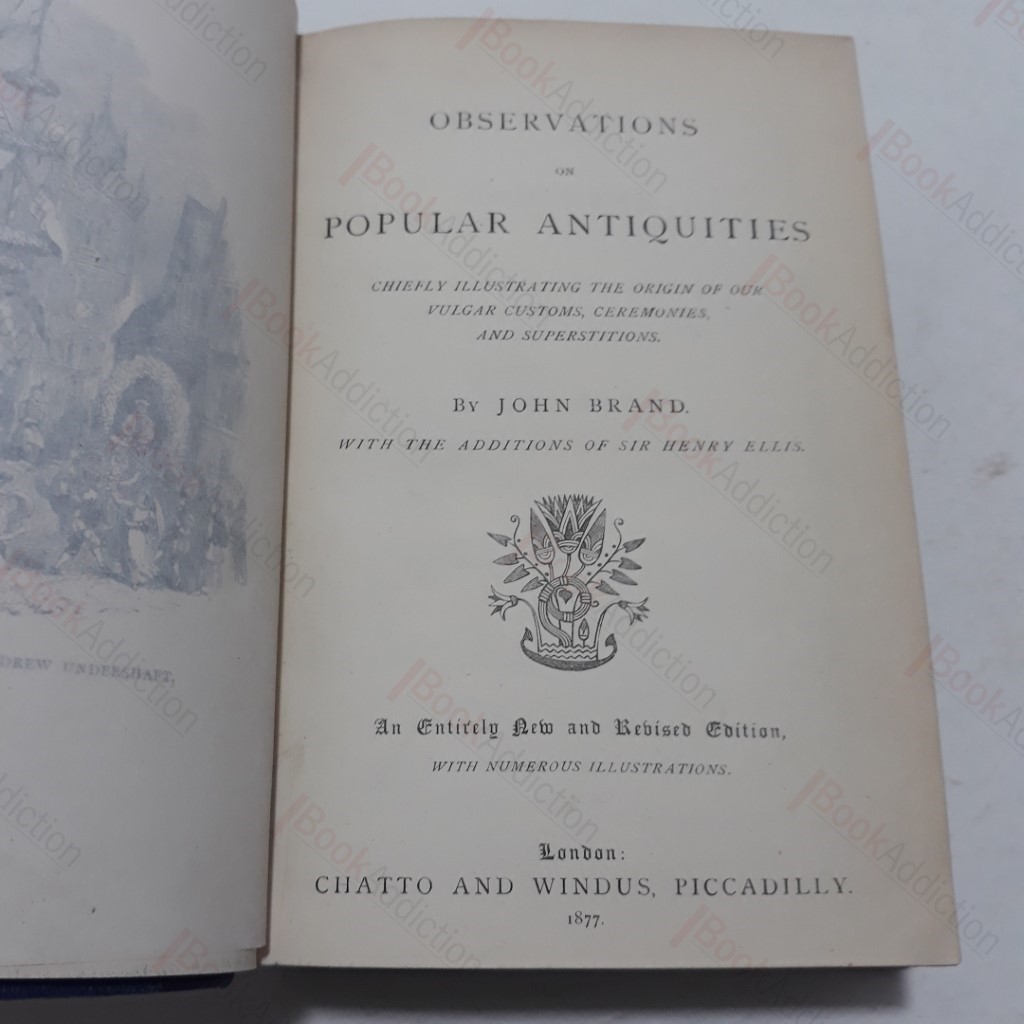 DREW UNDERSHAFT.
OBSERVATIONS
ON
POPULAR ANTIQUITIES
CHIEFLY ILLUSTRATING THE ORIGIN OF OUR
VULGAR CUSTOMS, CEREMONIES,
AND SUPERSTITIONS.
BY JOHN BRAND.
WITH THE ADDITIONS OF SIR HENRY ELLIS.
An Entirely New and Revised Edition,
WITH NUMEROUS ILLUSTRATIONS.
London:
CHATTO AND WINDUS, PICCADILLY.
1877.
BookAddiction